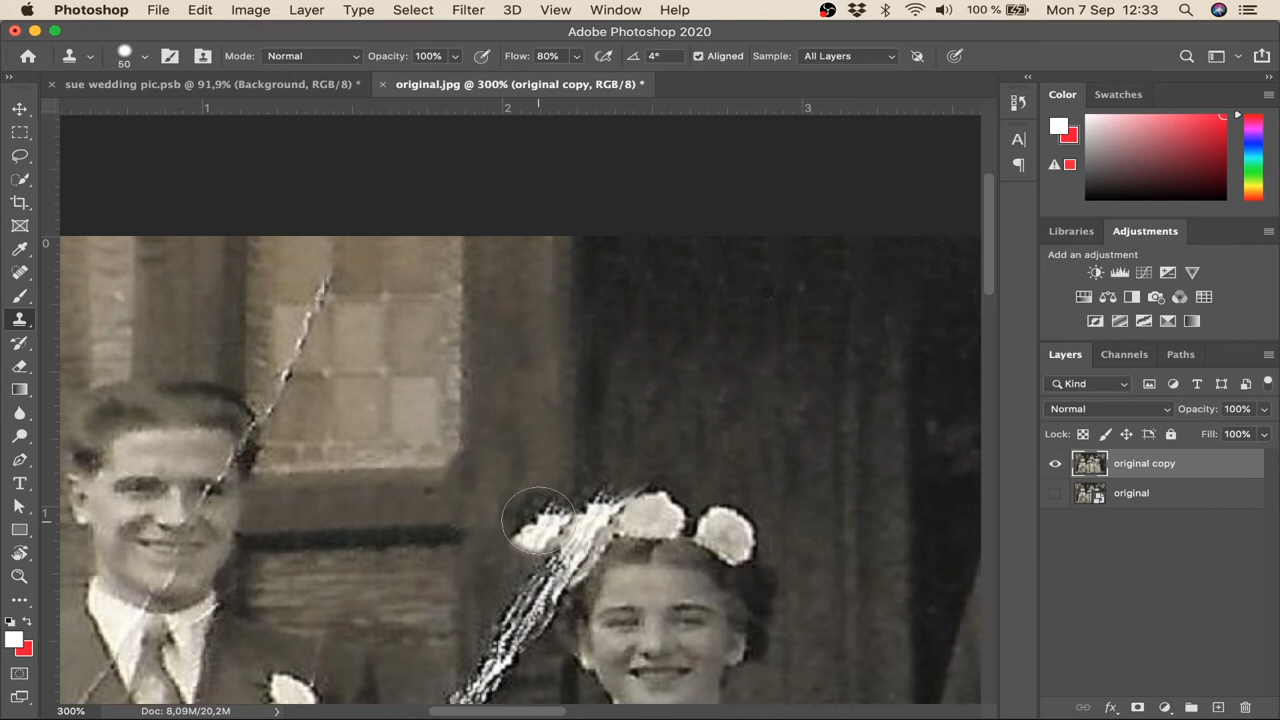 Photoshop File Edit Image Layer Type Select Filter 3D View Window Help 100 % Mon 7 Sep 12:33
Adobe Photoshop 2020
50 Mode: Normal Opacity: 100% Flow: 80% 4° Aligned Sample: All Layers
sue wedding pic.psb @ 91,9% (Background, RGB/8) * original.jpg @ 300% (original copy, RGB/8) *
1 2 3
Color Swatches
Libraries Adjustments
Add an adjustment
0
Layers Channels Paths
Kind
Normal Opacity: 100%
Lock: Fill: 100%
original copy
original
1
300% Doc: 8,09M/20,2M